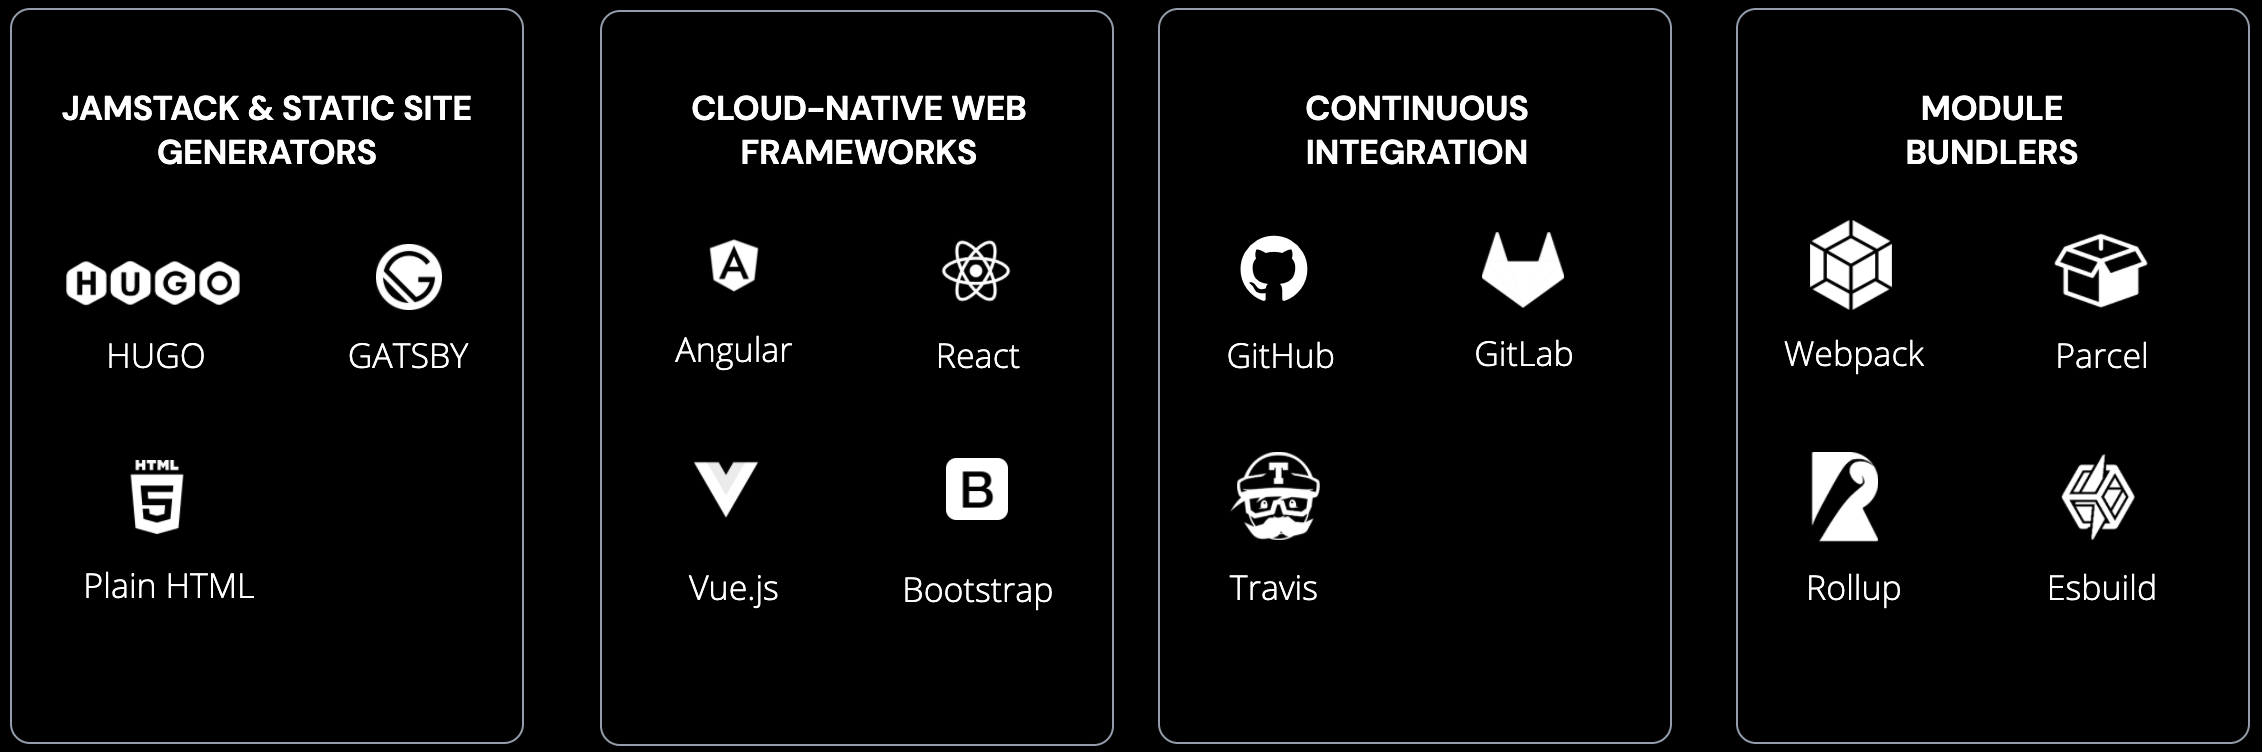 JAMSTACK & STATIC SITE
GENERATORS
HUGO
HUGO
GATSBY
HTML
5
Plain HTML
CLOUD-NATIVE WEB
FRAMEWORKS
A
Angular
React
Vue.js
B
Bootstrap
CONTINUOUS
INTEGRATION
GitHub
GitLab
T
Travis
MODULE
BUNDLERS
Webpack
Parcel
Rollup
Esbuild